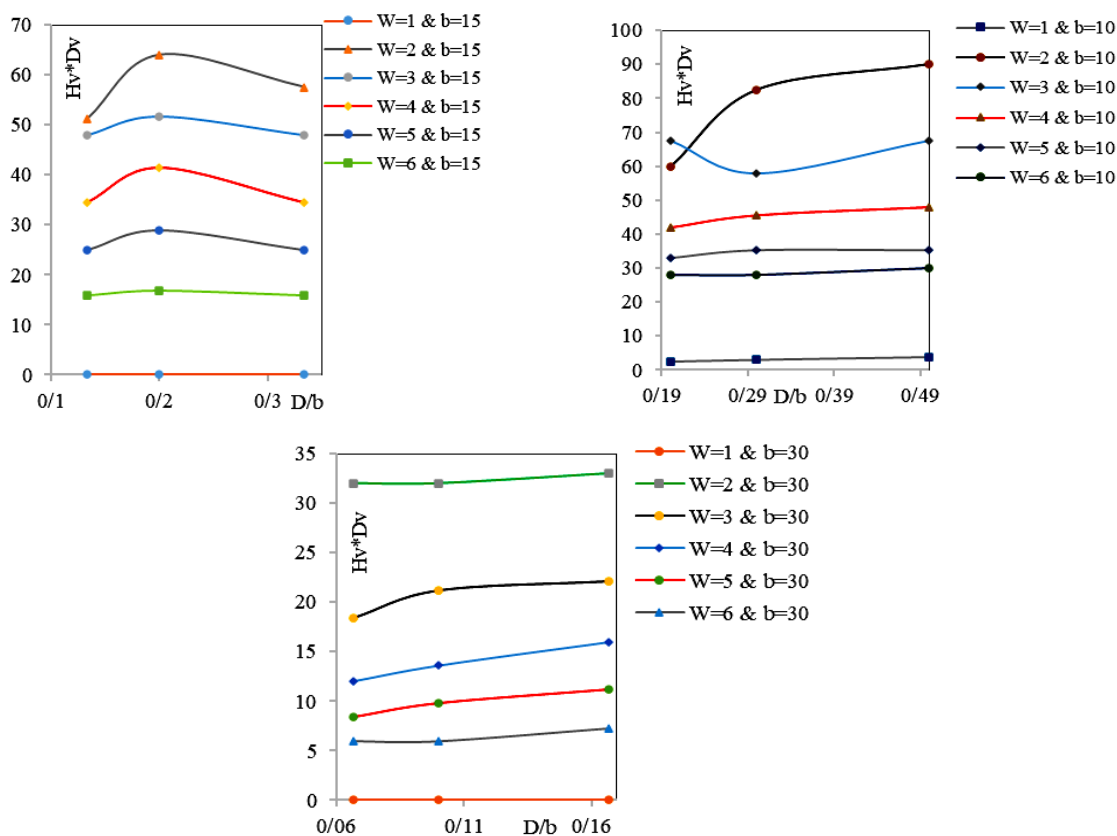 70
60
50
40
30
20
10
0
Hv*Dv
0/1 0/2 0/3 D/b
W=1 & b=15
W=2 & b=15
W=3 & b=15
W=4 & b=15
W=5 & b=15
W=6 & b=15
100
90
80
70
60
50
40
30
20
10
0
Hv*Dv
0/19 0/29 D/b 0/39 0/49
W=1 & b=10
W=2 & b=10
W=3 & b=10
W=4 & b=10
W=5 & b=10
W=6 & b=10
35
30
25
20
15
10
5
0
Hv*Dv
0/06 0/11 D/b 0/16
W=1 & b=30
W=2 & b=30
W=3 & b=30
W=4 & b=30
W=5 & b=30
W=6 & b=30